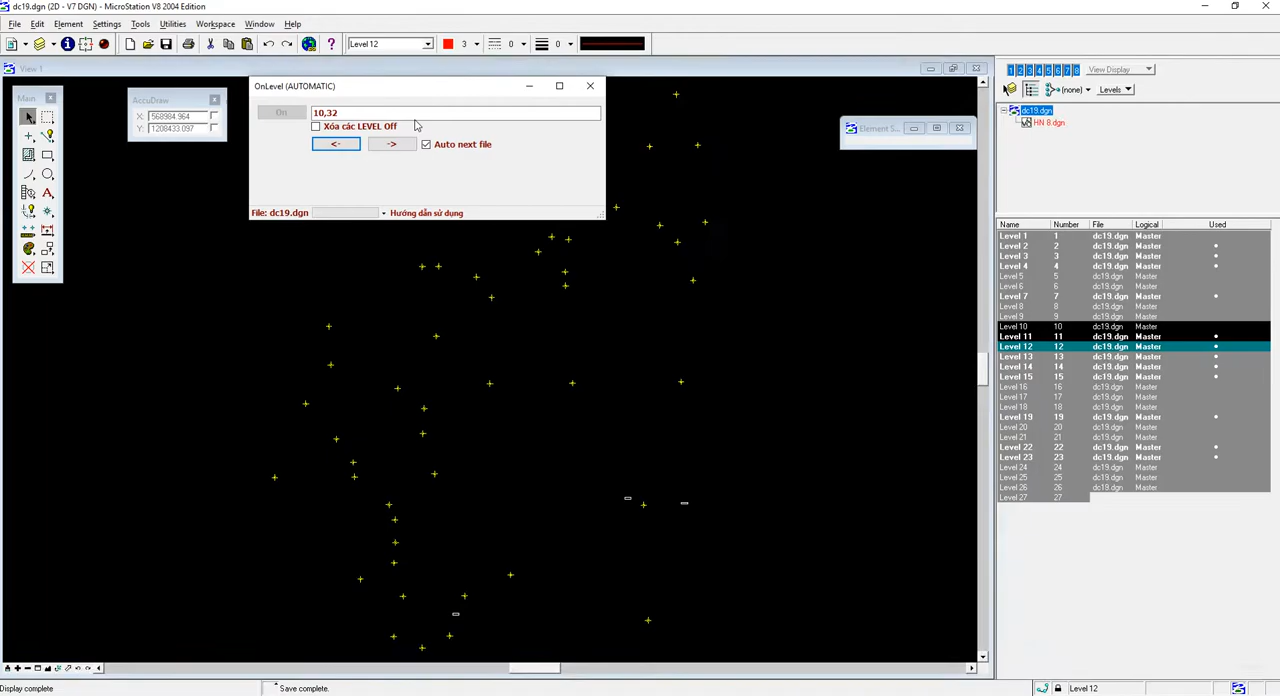 dc19.dgn (2D - V7 DGN) - MicroStation V8 2004 Edition
File Edit Element Settings Tools Utilities Workspace Window Help
Level 12 3 0 0
View 1
Main
AccuDraw
X: 568984.964
Y: 1208433.097
OnLevel (AUTOMATIC)
On 10,32
Xóa các LEVEL Off
<- -> Auto next file
File: dc19.dgn Hướng dẫn sử dụng
Element S...
1 2 3 4 5 6 7 8 View Display
(none) Levels
dc19.dgn
HN 8.dgn
Name Number File Logical Used
Level 1 1 dc19.dgn Master
Level 2 2 dc19.dgn Master
Level 3 3 dc19.dgn Master
Level 4 4 dc19.dgn Master
Level 5 5 dc19.dgn Master
Level 6 6 dc19.dgn Master
Level 7 7 dc19.dgn Master
Level 8 8 dc19.dgn Master
Level 9 9 dc19.dgn Master
Level 10 10 dc19.dgn Master
Level 11 11 dc19.dgn Master
Level 12 12 dc19.dgn Master
Level 13 13 dc19.dgn Master
Level 14 14 dc19.dgn Master
Level 15 15 dc19.dgn Master
Level 16 16 dc19.dgn Master
Level 17 17 dc19.dgn Master
Level 18 18 dc19.dgn Master
Level 19 19 dc19.dgn Master
Level 20 20 dc19.dgn Master
Level 21 21 dc19.dgn Master
Level 22 22 dc19.dgn Master
Level 23 23 dc19.dgn Master
Level 24 24 dc19.dgn Master
Level 25 25 dc19.dgn Master
Level 26 26 dc19.dgn Master
Level 27 27
Display complete Save complete. Level 12